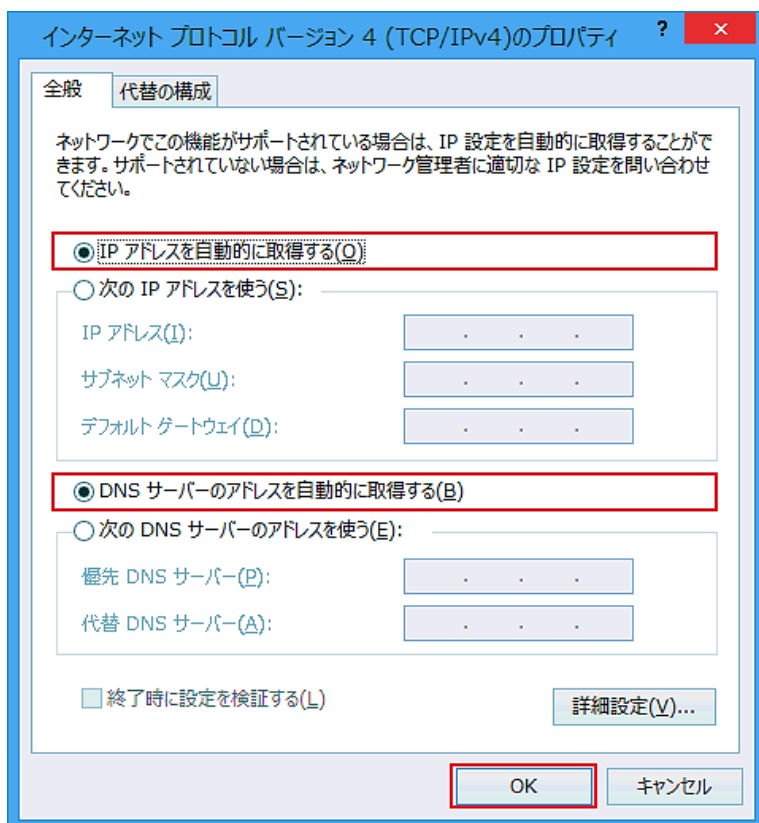 インターネット プロトコル バージョン 4 (TCP/IPv4)のプロパティ
?
×
全般
代替の構成
ネットワークでこの機能がサポートされている場合は、IP 設定を自動的に取得することがで
きます。サポートされていない場合は、ネットワーク管理者に適切な IP 設定を問い合わせ
てください。
IP アドレスを自動的に取得する(O)
次の IP アドレスを使う(S):
IP アドレス(I):
. . .
サブネット マスク(U):
. . .
デフォルト ゲートウェイ(D):
. . .
DNS サーバーのアドレスを自動的に取得する(B)
次の DNS サーバーのアドレスを使う(E):
優先 DNS サーバー(P):
. . .
代替 DNS サーバー(A):
. . .
終了時に設定を検証する(L)
詳細設定(V)...
OK
キャンセル